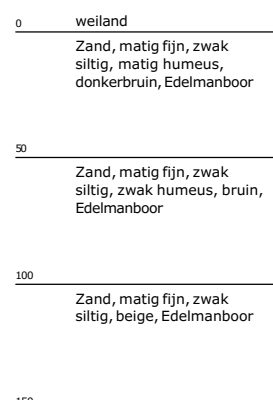 0 weiland
Zand, matig fijn, zwak
siltig, matig humeus,
donkerbruin, Edelmanboor
50
Zand, matig fijn, zwak
siltig, zwak humeus, bruin,
Edelmanboor
100
Zand, matig fijn, zwak
siltig, beige, Edelmanboor
150